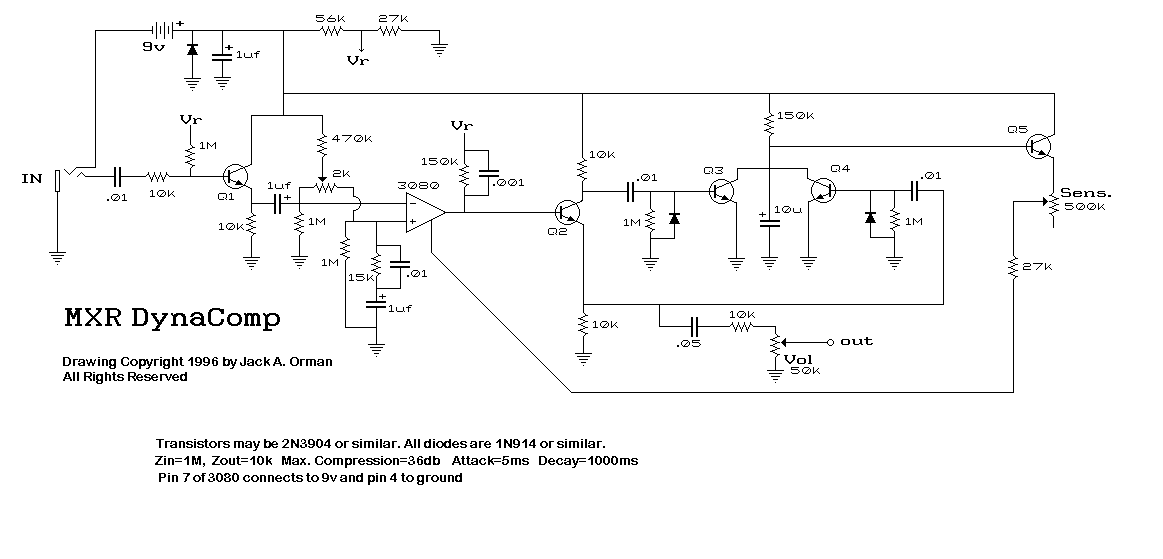 56k 27k
+
9v
+
1uf
Vr
Vr
1M
470k
2k
Vr
150k
.001
10k
150k
Q5
IN
.01
10k
Q1
1uf
+
3080
−
+
.01
Q3
Q4
.01
Sens.
500k
10k
1M
1M
15k
.01
+
1uf
Q2
1M
+
10u
1M
27k
MXR DynaComp
10k
.05
10k
out
Vol
50k
Drawing Copyright 1996 by Jack A. Orman
All Rights Reserved
Transistors may be 2N3904 or similar. All diodes are 1N914 or similar.
Zin=1M, Zout=10k Max. Compression=36db Attack=5ms Decay=1000ms
Pin 7 of 3080 connects to 9v and pin 4 to ground